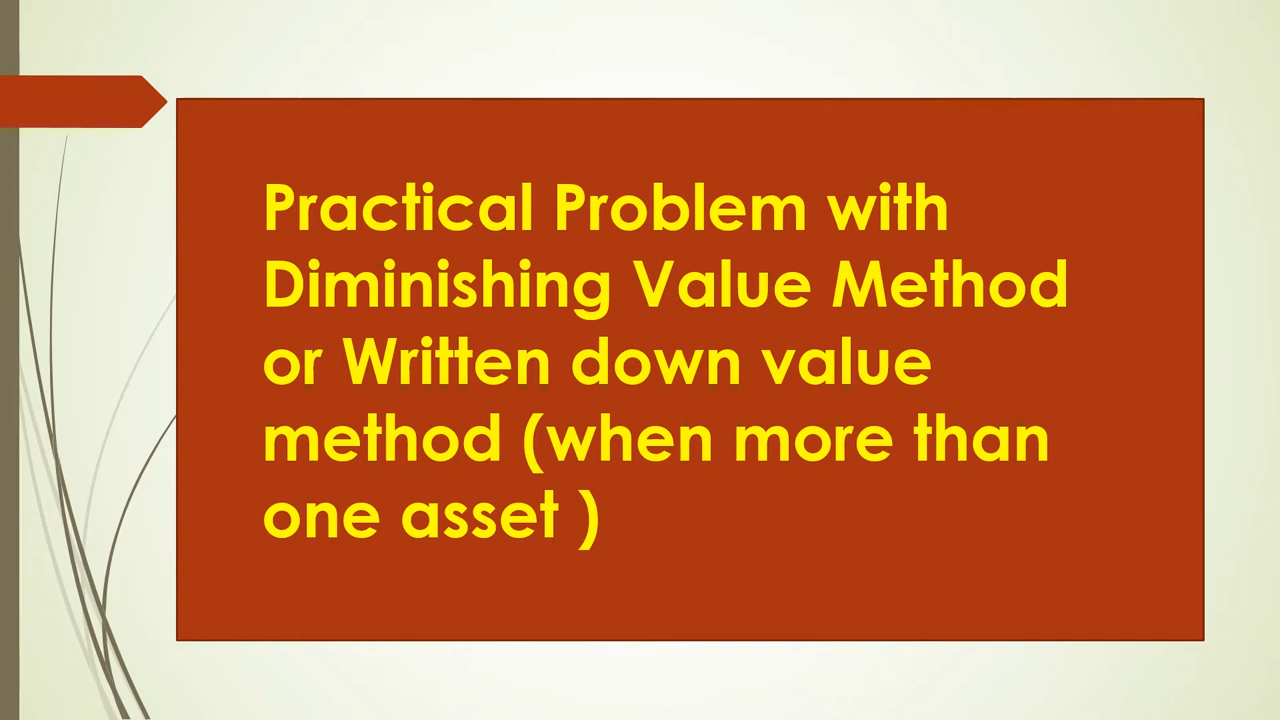 Practical Problem with
Diminishing Value Method
or Written down value
method (when more than
one asset )